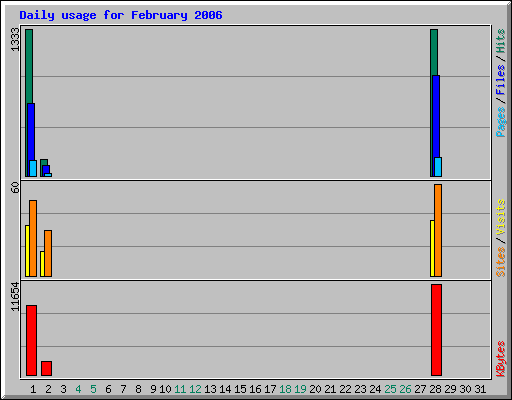 Daily usage for February 2006
1333
60
11654
Pages / Files / Hits
Sites / Visits
KBytes
1 2 3 4 5 6 7 8 9 10 11 12 13 14 15 16 17 18 19 20 21 22 23 24 25 26 27 28 29 30 31